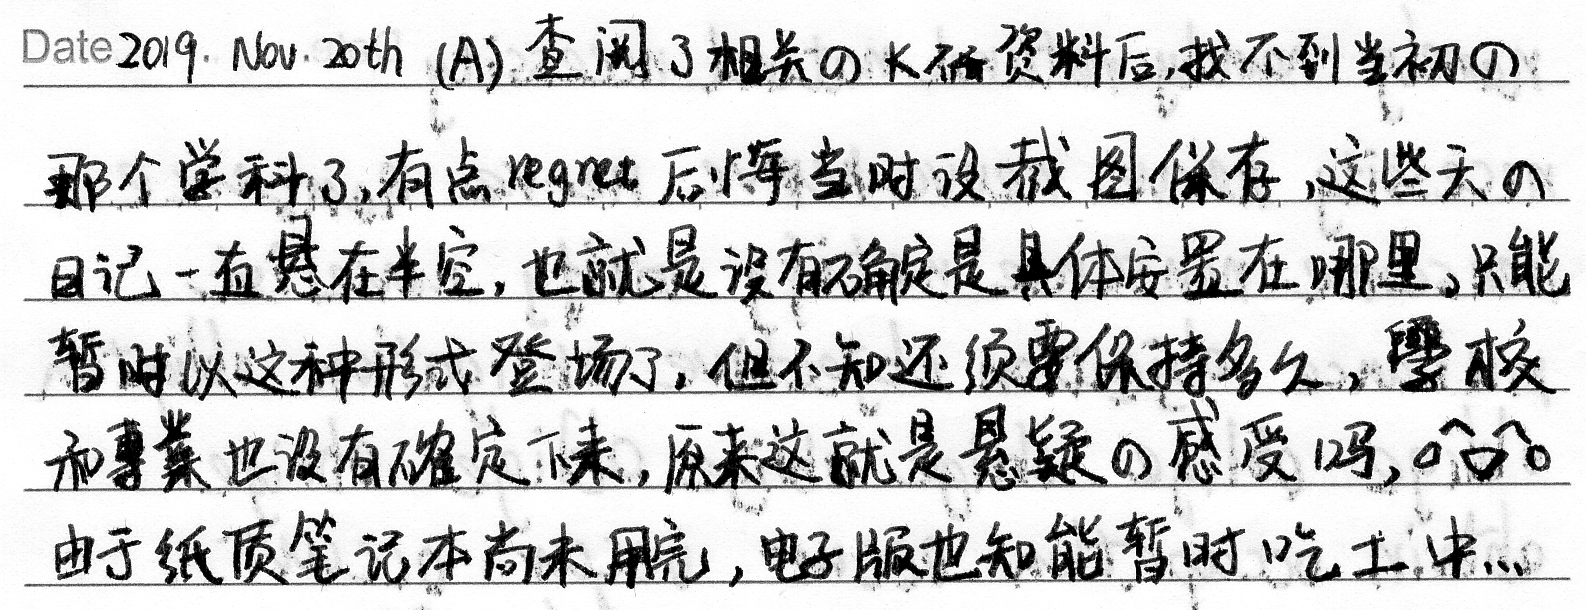 Date 2019. Nov. 20th (A) 查阅了相关の K 资料后,找不到当初の
那个学科了,有点 regret 后悔当时没截图保存,这些天の
日记一直悬在半空,也就是没有确定是具体安置在哪里,只能
暂时以这种形式登场了,但不知还须要保持多久,學校
和專業也没有確定下来,原来这就是悬疑の感受吗,o^o^o
由于纸质笔记本尚未用完,电子版也知能暂时吃土中...